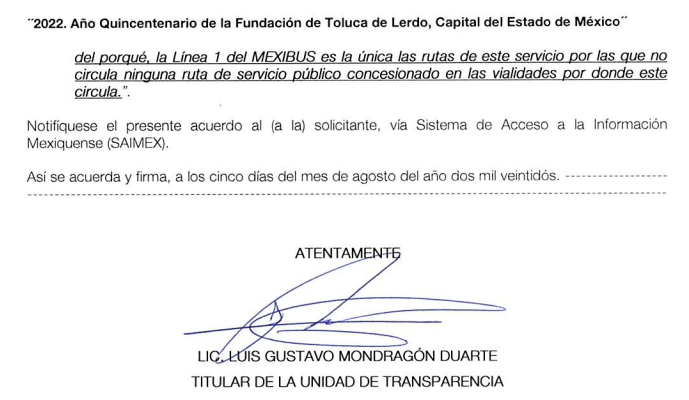 ¨2022. Año Quincentenario de la Fundación de Toluca de Lerdo, Capital del Estado de México¨
del porqué, la Línea 1 del MEXIBUS es la única las rutas de este servicio por las que no
circula ninguna ruta de servicio público concesionado en las vialidades por donde este
circula.”.
Notifíquese el presente acuerdo al (a la) solicitante, vía Sistema de Acceso a la Información
Mexiquense (SAIMEX).
Así se acuerda y firma, a los cinco días del mes de agosto del año dos mil veintidós. --------------------
----------------------------------------------------------------------------------------------------
ATENTAMENTE
LIC. LUIS GUSTAVO MONDRAGÓN DUARTE
TITULAR DE LA UNIDAD DE TRANSPARENCIA